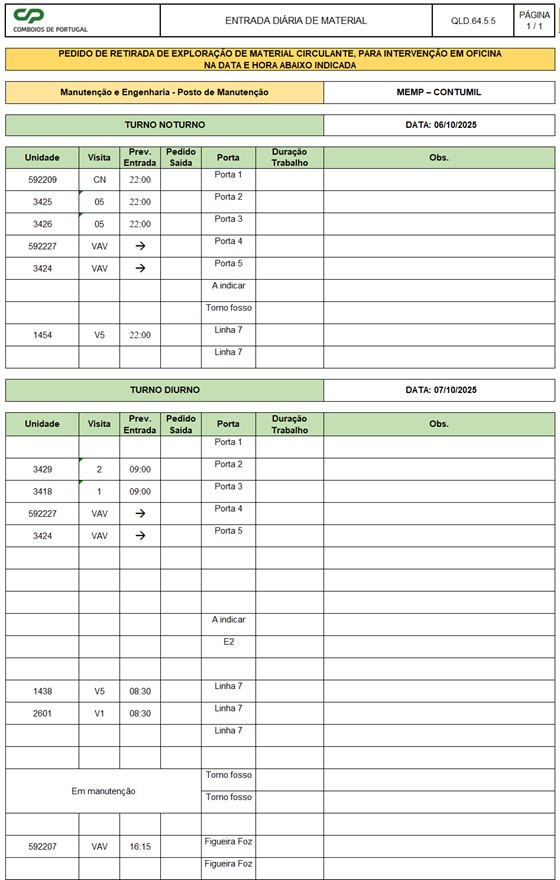 CP
COMBOIOS DE PORTUGAL
ENTRADA DIÁRIA DE MATERIAL
QLD.64.5.5
PÁGINA
1 / 1
PEDIDO DE RETIRADA DE EXPLORAÇÃO DE MATERIAL CIRCULANTE, PARA INTERVENÇÃO EM OFICINA
NA DATA E HORA ABAIXO INDICADA
Manutenção e Engenharia - Posto de Manutenção MEMP – CONTUMIL
TURNO NOTURNO DATA: 06/10/2025
Unidade Visita Prev. Entrada Pedido Saída Porta Duração Trabalho Obs.
592209 CN 22:00 Porta 1
3425 05 22:00 Porta 2
3426 05 22:00 Porta 3
592227 VAV → Porta 4
3424 VAV → Porta 5
A indicar
Torno fosso
1454 V5 22:00 Linha 7
Linha 7
TURNO DIURNO DATA: 07/10/2025
Unidade Visita Prev. Entrada Pedido Saída Porta Duração Trabalho Obs.
Porta 1
3429 2 09:00 Porta 2
3418 1 09:00 Porta 3
592227 VAV → Porta 4
3424 VAV → Porta 5
A indicar
E2
1438 V5 08:30 Linha 7
2601 V1 08:30 Linha 7
Linha 7
Em manutenção
Torno fosso
Torno fosso
592207 VAV 16:15 Figueira Foz
Figueira Foz